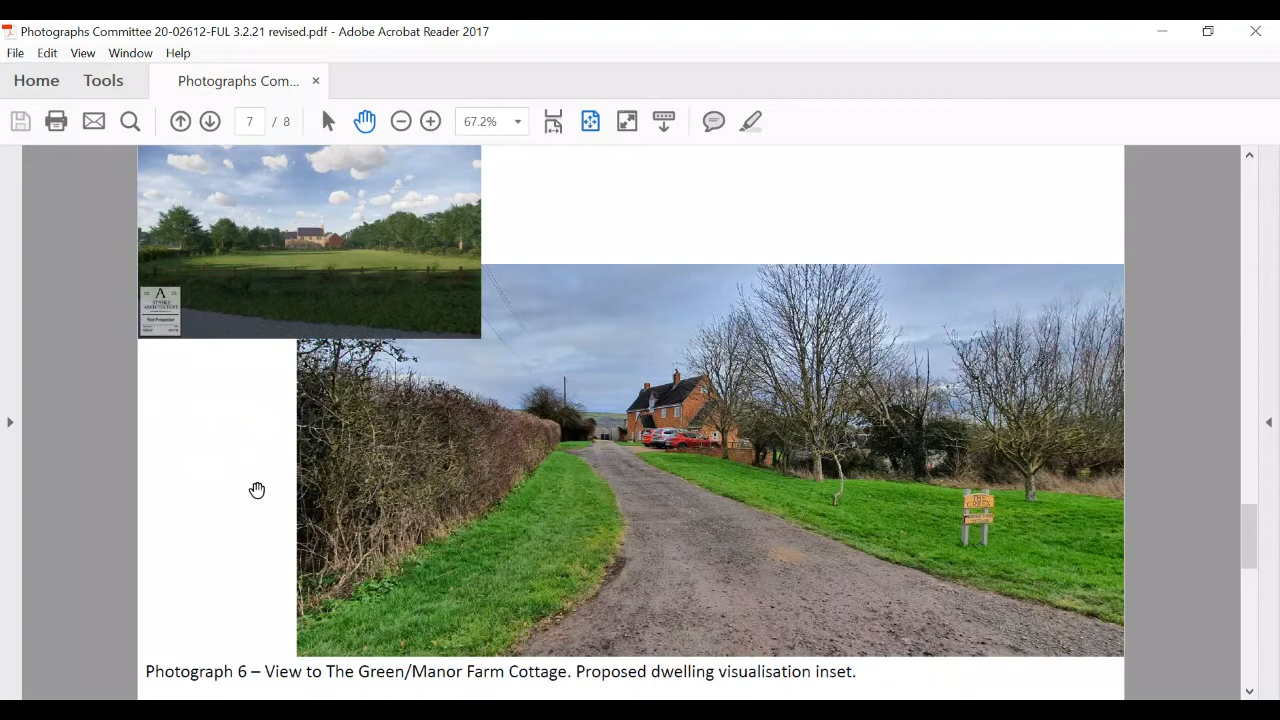 Photographs Committee 20-02612-FUL 3.2.21 revised.pdf - Adobe Acrobat Reader 2017
File Edit View Window Help
Home Tools Photographs Com... ×
7 / 8 67.2%
THE GREEN
Photograph 6 – View to The Green/Manor Farm Cottage. Proposed dwelling visualisation inset.